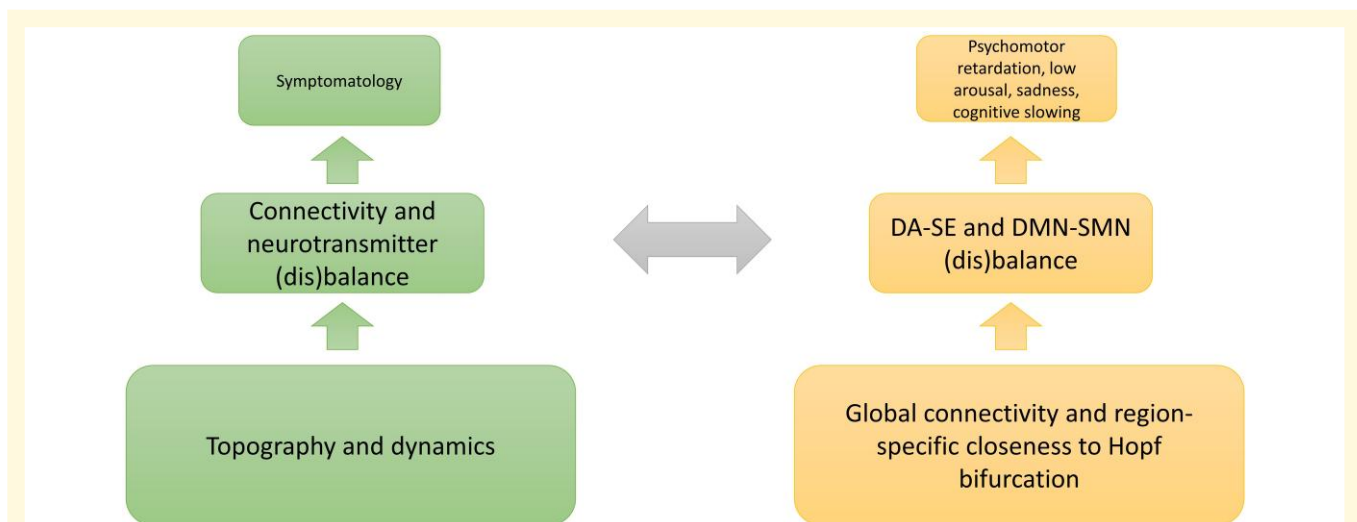 Symptomatology
Connectivity and
neurotransmitter
(dis)balance
Topography and dynamics
Psychomotor
retardation, low
arousal, sadness,
cognitive slowing
DA-SE and DMN-SMN
(dis)balance
Global connectivity and region-
specific closeness to Hopf
bifurcation